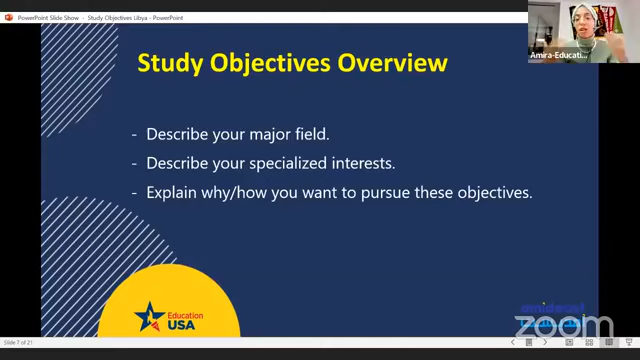 PowerPoint Slide Show - Study Objectives Libya - PowerPoint
Amira-Educati...
Study Objectives Overview
- Describe your major field.
- Describe your specialized interests.
- Explain why/how you want to pursue these objectives.
Education
USA
zoom
Slide 7 of 21